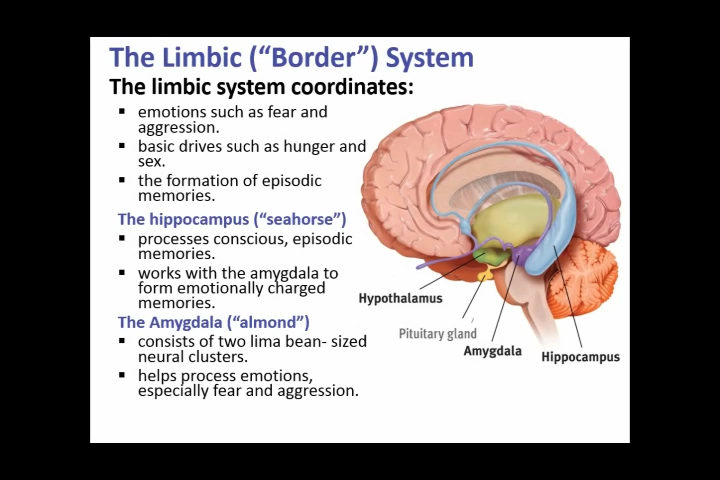 The Limbic (“Border”) System
The limbic system coordinates:
▪ emotions such as fear and
aggression.
▪ basic drives such as hunger and
sex.
▪ the formation of episodic
memories.
The hippocampus (“seahorse”)
▪ processes conscious, episodic
memories.
▪ works with the amygdala to
form emotionally charged
memories.
The Amygdala (“almond”)
▪ consists of two lima bean- sized
neural clusters.
▪ helps process emotions,
especially fear and aggression.
Hypothalamus
Pituitary gland
Amygdala
Hippocampus